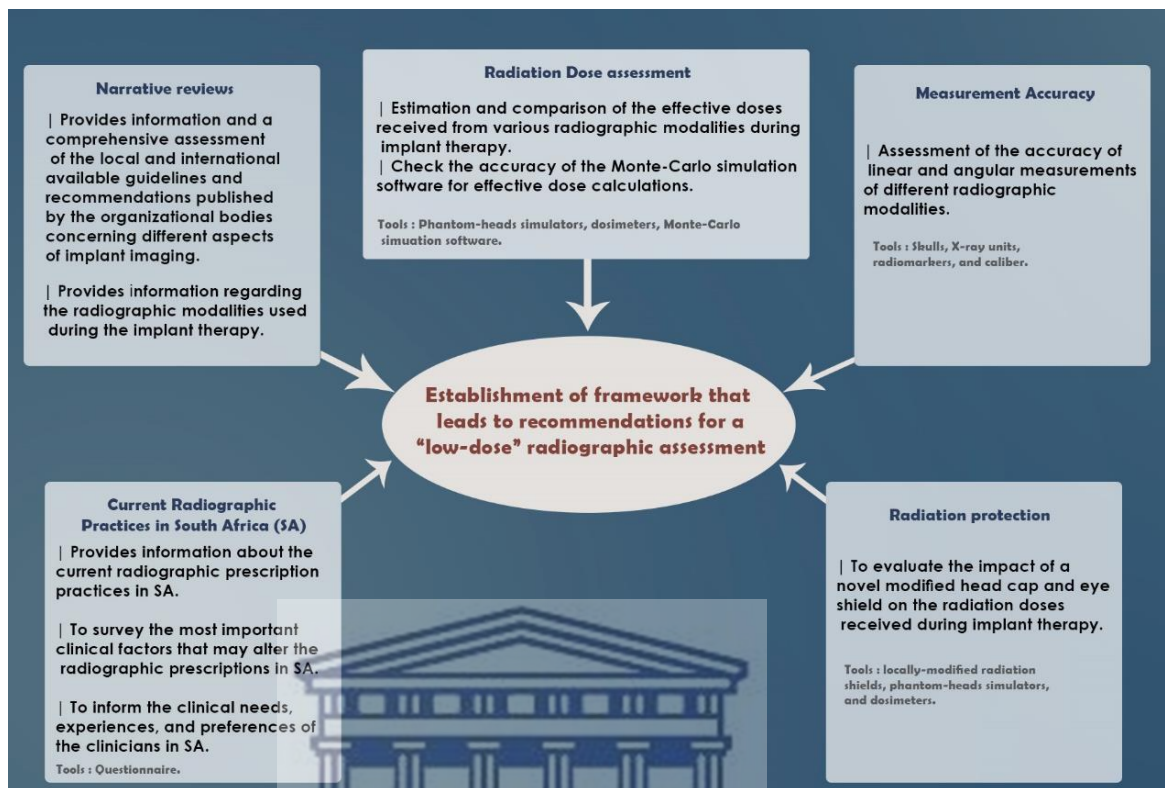 Narrative reviews
| Provides information and a
comprehensive assessment
of the local and international
available guidelines and
recommendations published
by the organizational bodies
concerning different aspects
of implant imaging.
| Provides information regarding
the radiographic modalities used
during the implant therapy.
Radiation Dose assessment
| Estimation and comparison of the effective doses
received from various radiographic modalities during
implant therapy.
| Check the accuracy of the Monte-Carlo simulation
software for effective dose calculations.
Tools : Phantom-heads simulators, dosimeters, Monte-Carlo
simuation software.
Measurement Accuracy
| Assessment of the accuracy of
linear and angular measurements
of different radiographic
modalities.
Tools : Skulls, X-ray units,
radiomarkers, and caliber.
Establishment of framework that
leads to recommendations for a
“low-dose” radiographic assessment
Current Radiographic
Practices in South Africa (SA)
| Provides information about the
current radiographic prescription
practices in SA.
| To survey the most important
clinical factors that may alter the
radiographic prescriptions in SA.
| To inform the clinical needs,
experiences, and preferences of
the clinicians in SA.
Tools : Questionnaire.
Radiation protection
| To evaluate the impact of a
novel modified head cap and eye
shield on the radiation doses
received during implant therapy.
Tools : locally-modified radiation
shields, phantom-heads simulators,
and dosimeters.